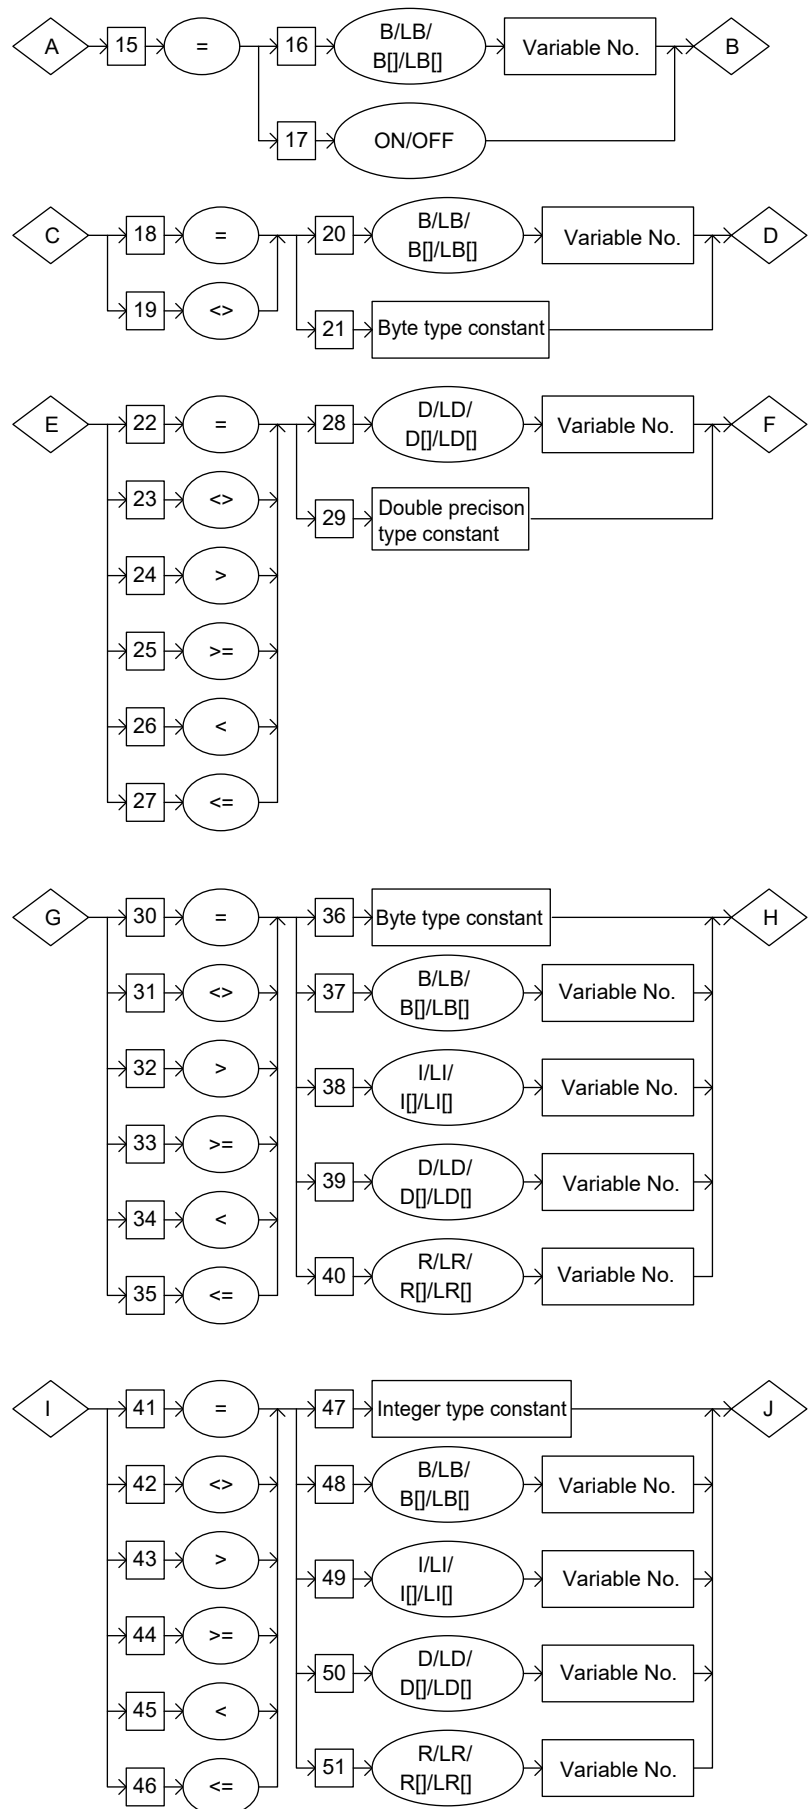 A 15 = 16 B/LB/ B[]/LB[] Variable No. B
17 ON/OFF
C 18 = 20 B/LB/ B[]/LB[] Variable No. D
19 <> 21 Byte type constant
E 22 = 28 D/LD/ D[]/LD[] Variable No. F
23 <> 29 Double precison type constant
24 >
25 >=
26 <
27 <=
G 30 = 36 Byte type constant H
31 <> 37 B/LB/ B[]/LB[] Variable No.
32 > 38 I/LI/ I[]/LI[] Variable No.
33 >= 39 D/LD/ D[]/LD[] Variable No.
34 <
35 <= 40 R/LR/ R[]/LR[] Variable No.
I 41 = 47 Integer type constant J
42 <> 48 B/LB/ B[]/LB[] Variable No.
43 > 49 I/LI/ I[]/LI[] Variable No.
44 >= 50 D/LD/ D[]/LD[] Variable No.
45 <
46 <= 51 R/LR/ R[]/LR[] Variable No.